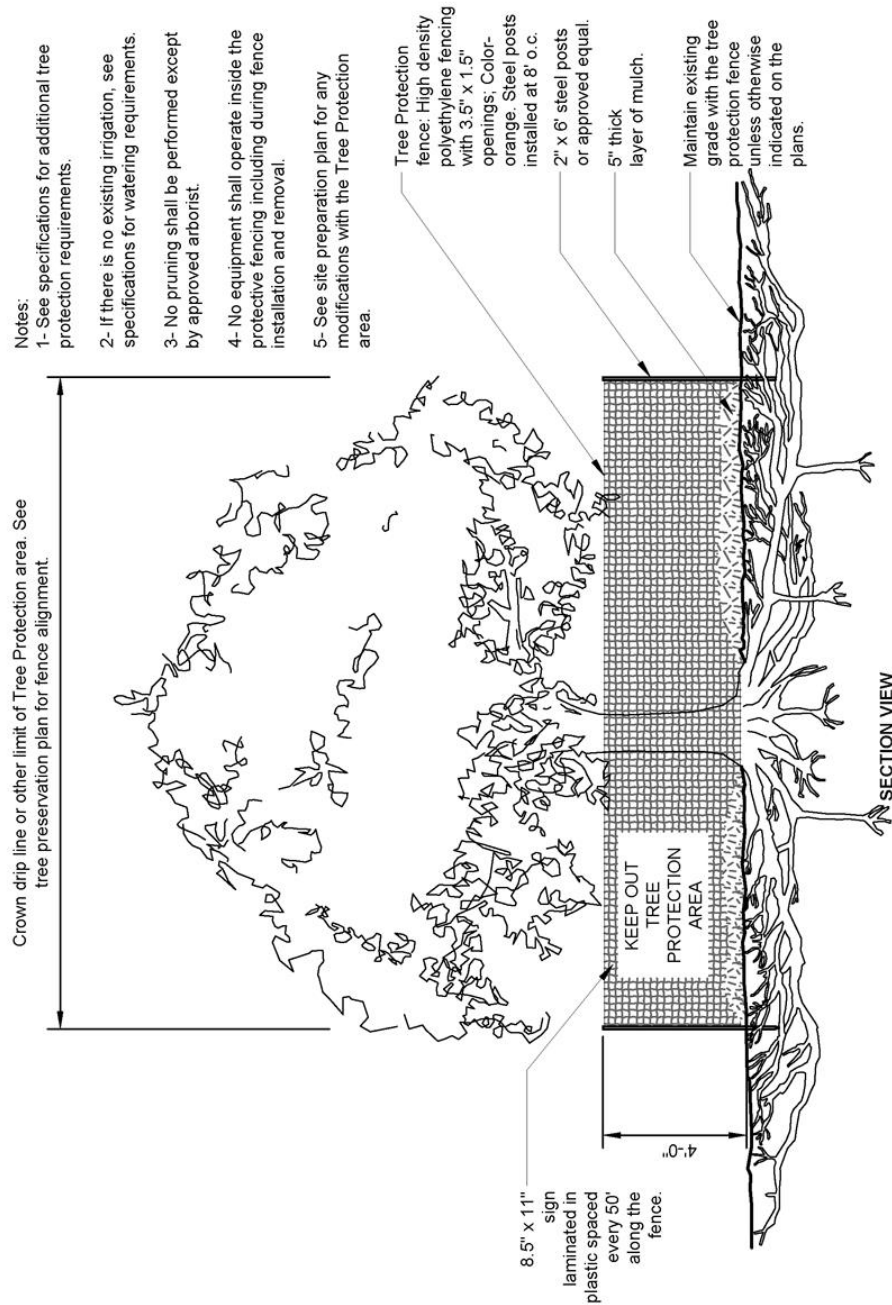 Crown drip line or other limit of Tree Protection area. See
tree preservation plan for fence alignment.
Notes:
1- See specifications for additional tree
protection requirements.
2- If there is no existing irrigation, see
specifications for watering requirements.
3- No pruning shall be performed except
by approved arborist.
4- No equipment shall operate inside the
protective fencing including during fence
installation and removal.
5- See site preparation plan for any
modifications with the Tree Protection
area.
8.5" x 11"
sign
laminated in
plastic spaced
every 50'
along the
fence.
4'-0"
KEEP OUT
TREE
PROTECTION
AREA
Tree Protection
fence: High density
polyethylene fencing
with 3.5" x 1.5"
openings; Color-
orange. Steel posts
installed at 8' o.c.
2" x 6' steel posts
or approved equal.
5" thick
layer of mulch.
Maintain existing
grade with the tree
protection fence
unless otherwise
indicated on the
plans.
SECTION VIEW